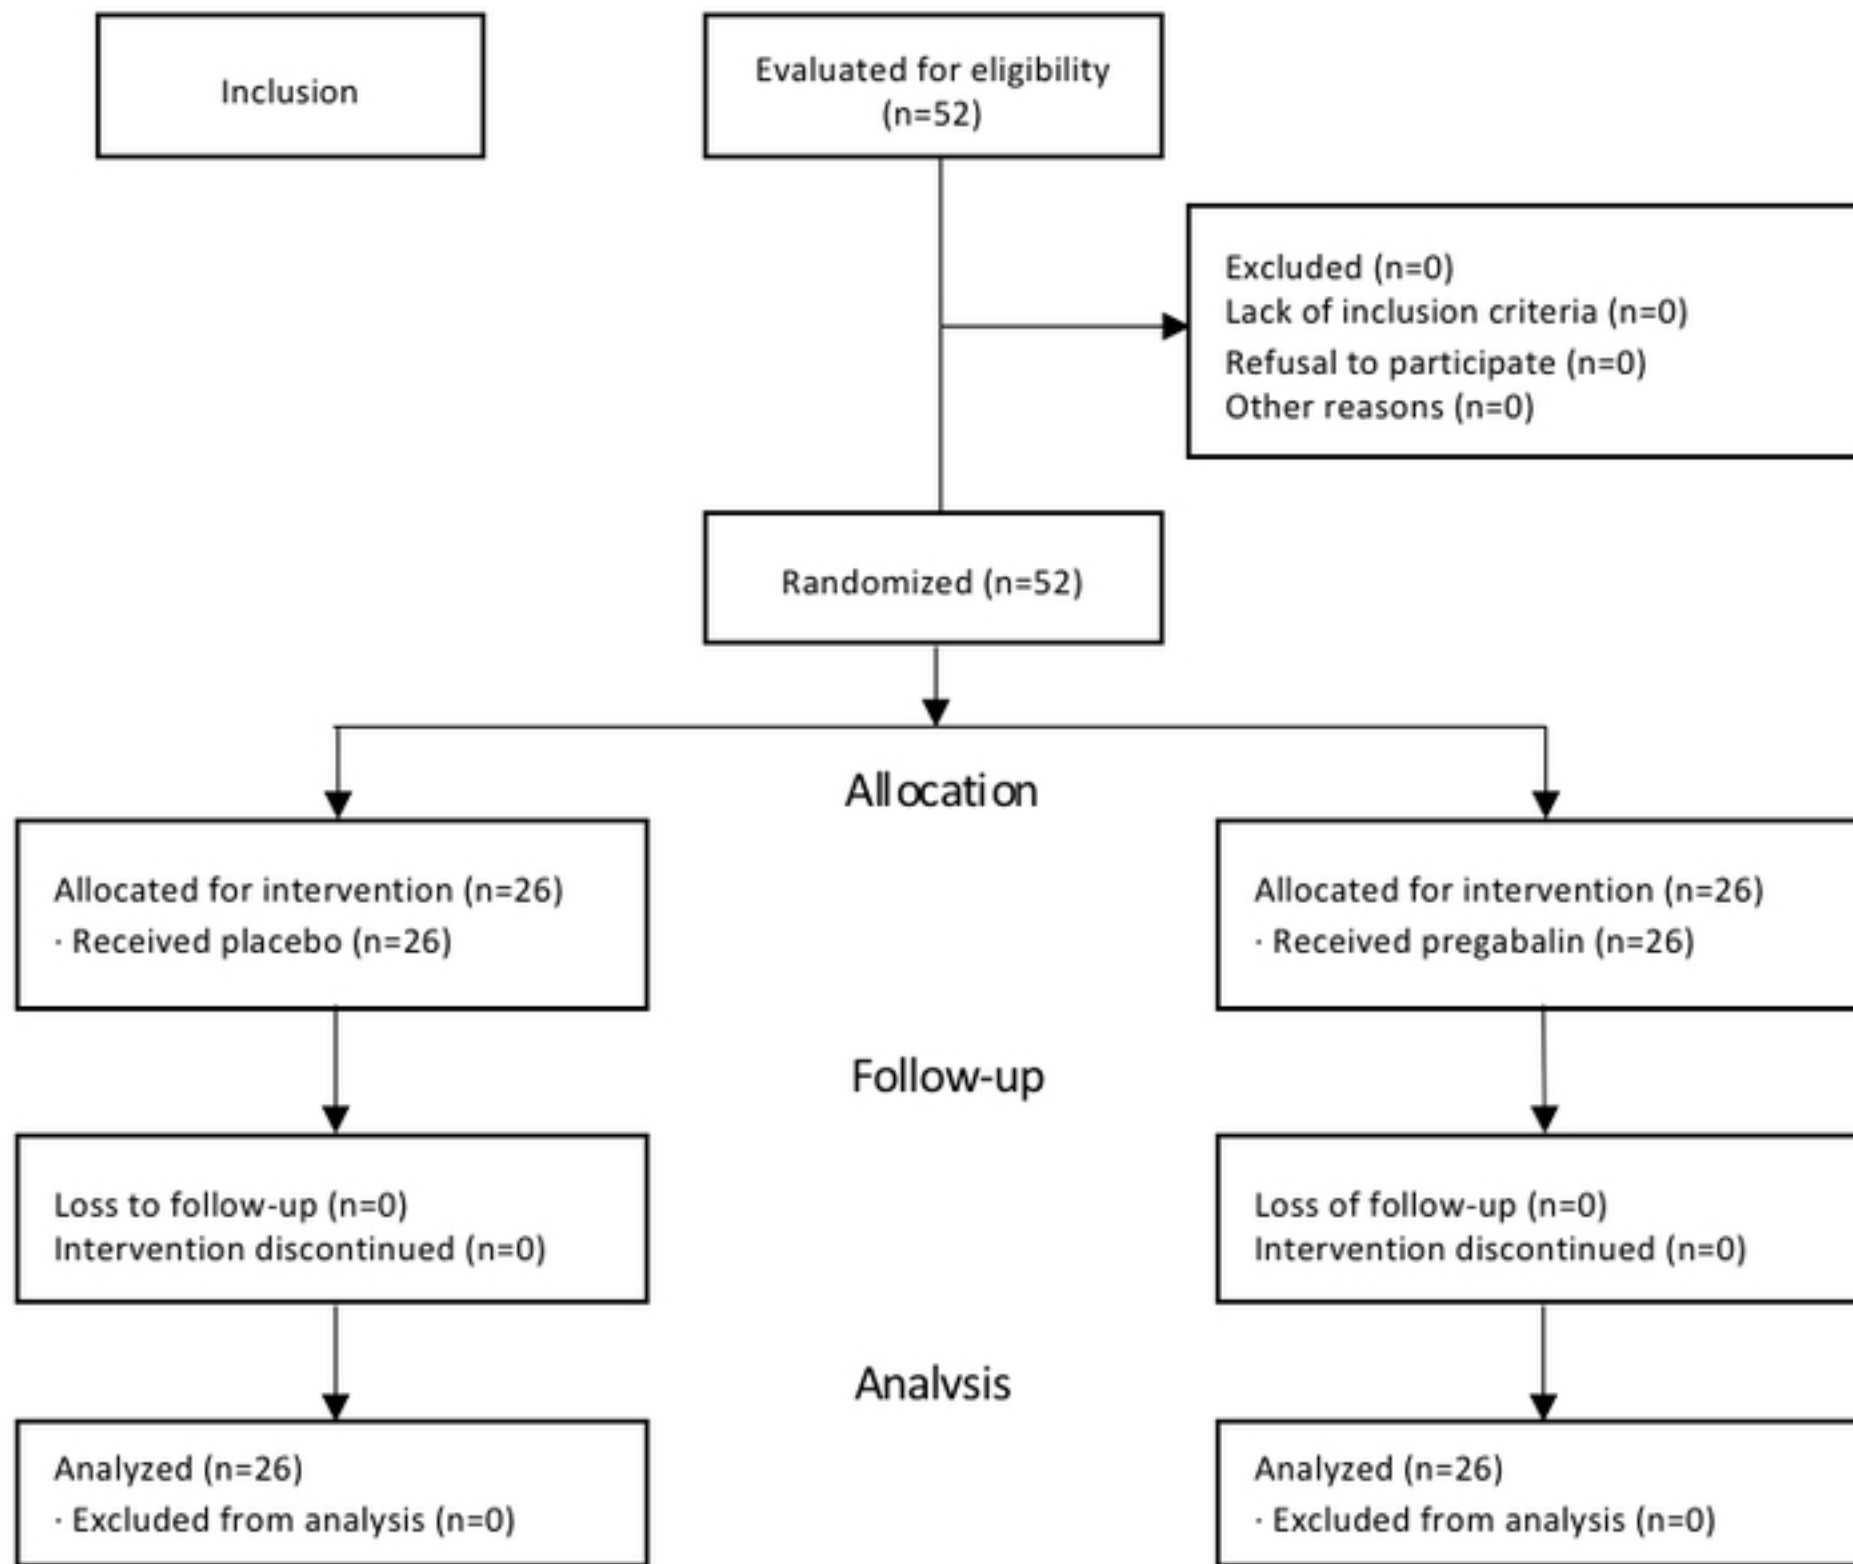 Inclusion
Evaluated for eligibility
(n=52)
Excluded (n=0)
Lack of inclusion criteria (n=0)
Refusal to participate (n=0)
Other reasons (n=0)
Randomized (n=52)
Allocation
Allocated for intervention (n=26)
· Received placebo (n=26)
Allocated for intervention (n=26)
· Received pregabalin (n=26)
Follow-up
Loss to follow-up (n=0)
Intervention discontinued (n=0)
Loss of follow-up (n=0)
Intervention discontinued (n=0)
Analvsis
Analyzed (n=26)
· Excluded from analysis (n=0)
Analyzed (n=26)
· Excluded from analysis (n=0)